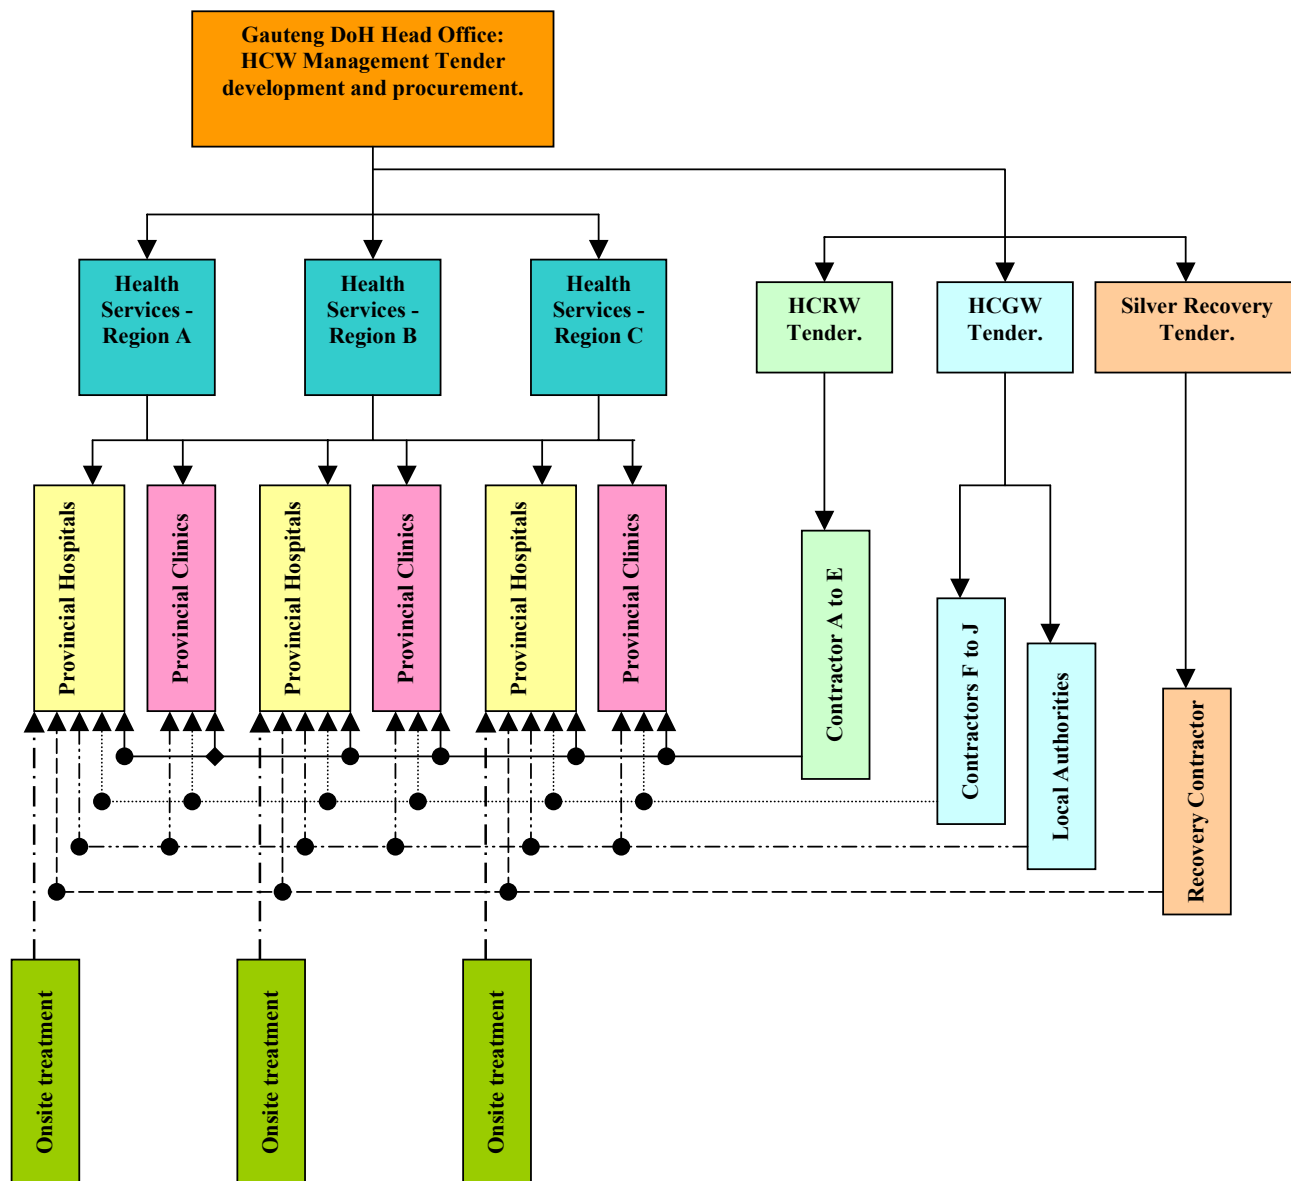 Gauteng DoH Head Office:
HCW Management Tender
development and procurement.
Health
Services -
Region A
Health
Services -
Region B
Health
Services -
Region C
HCRW
Tender.
HCGW
Tender.
Silver Recovery
Tender.
Provincial Hospitals
Provincial Clinics
Provincial Hospitals
Provincial Clinics
Provincial Hospitals
Provincial Clinics
Contractor A to E
Contractors F to J
Local Authorities
Recovery Contractor
Onsite treatment
Onsite treatment
Onsite treatment